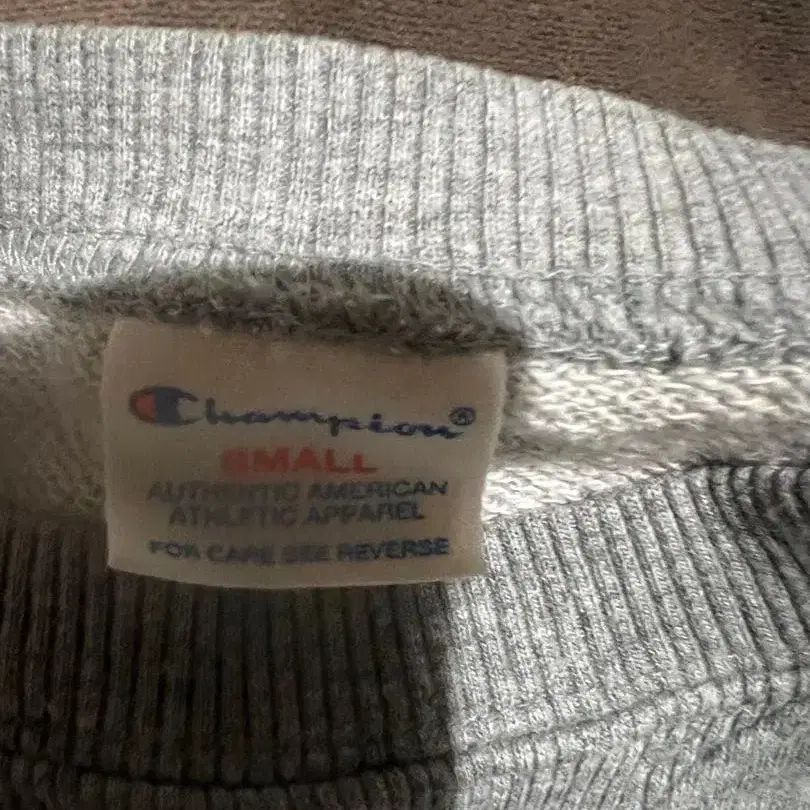 Champion®
SMALL
AUTHENTIC AMERICAN
ATHLETIC APPAREL
FOR CARE SEE REVERSE